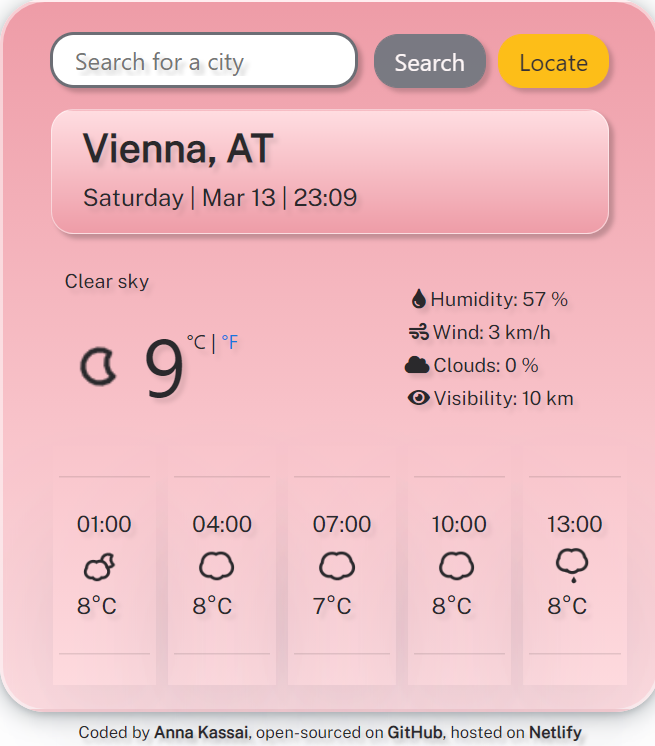 Search for a city
Search
Locate
Vienna, AT
Saturday | Mar 13 | 23:09
Clear sky
9 °C | °F
Humidity: 57 %
Wind: 3 km/h
Clouds: 0 %
Visibility: 10 km
01:00 04:00 07:00 10:00 13:00
8°C 8°C 7°C 8°C 8°C
Coded by Anna Kassai, open-sourced on GitHub, hosted on Netlify